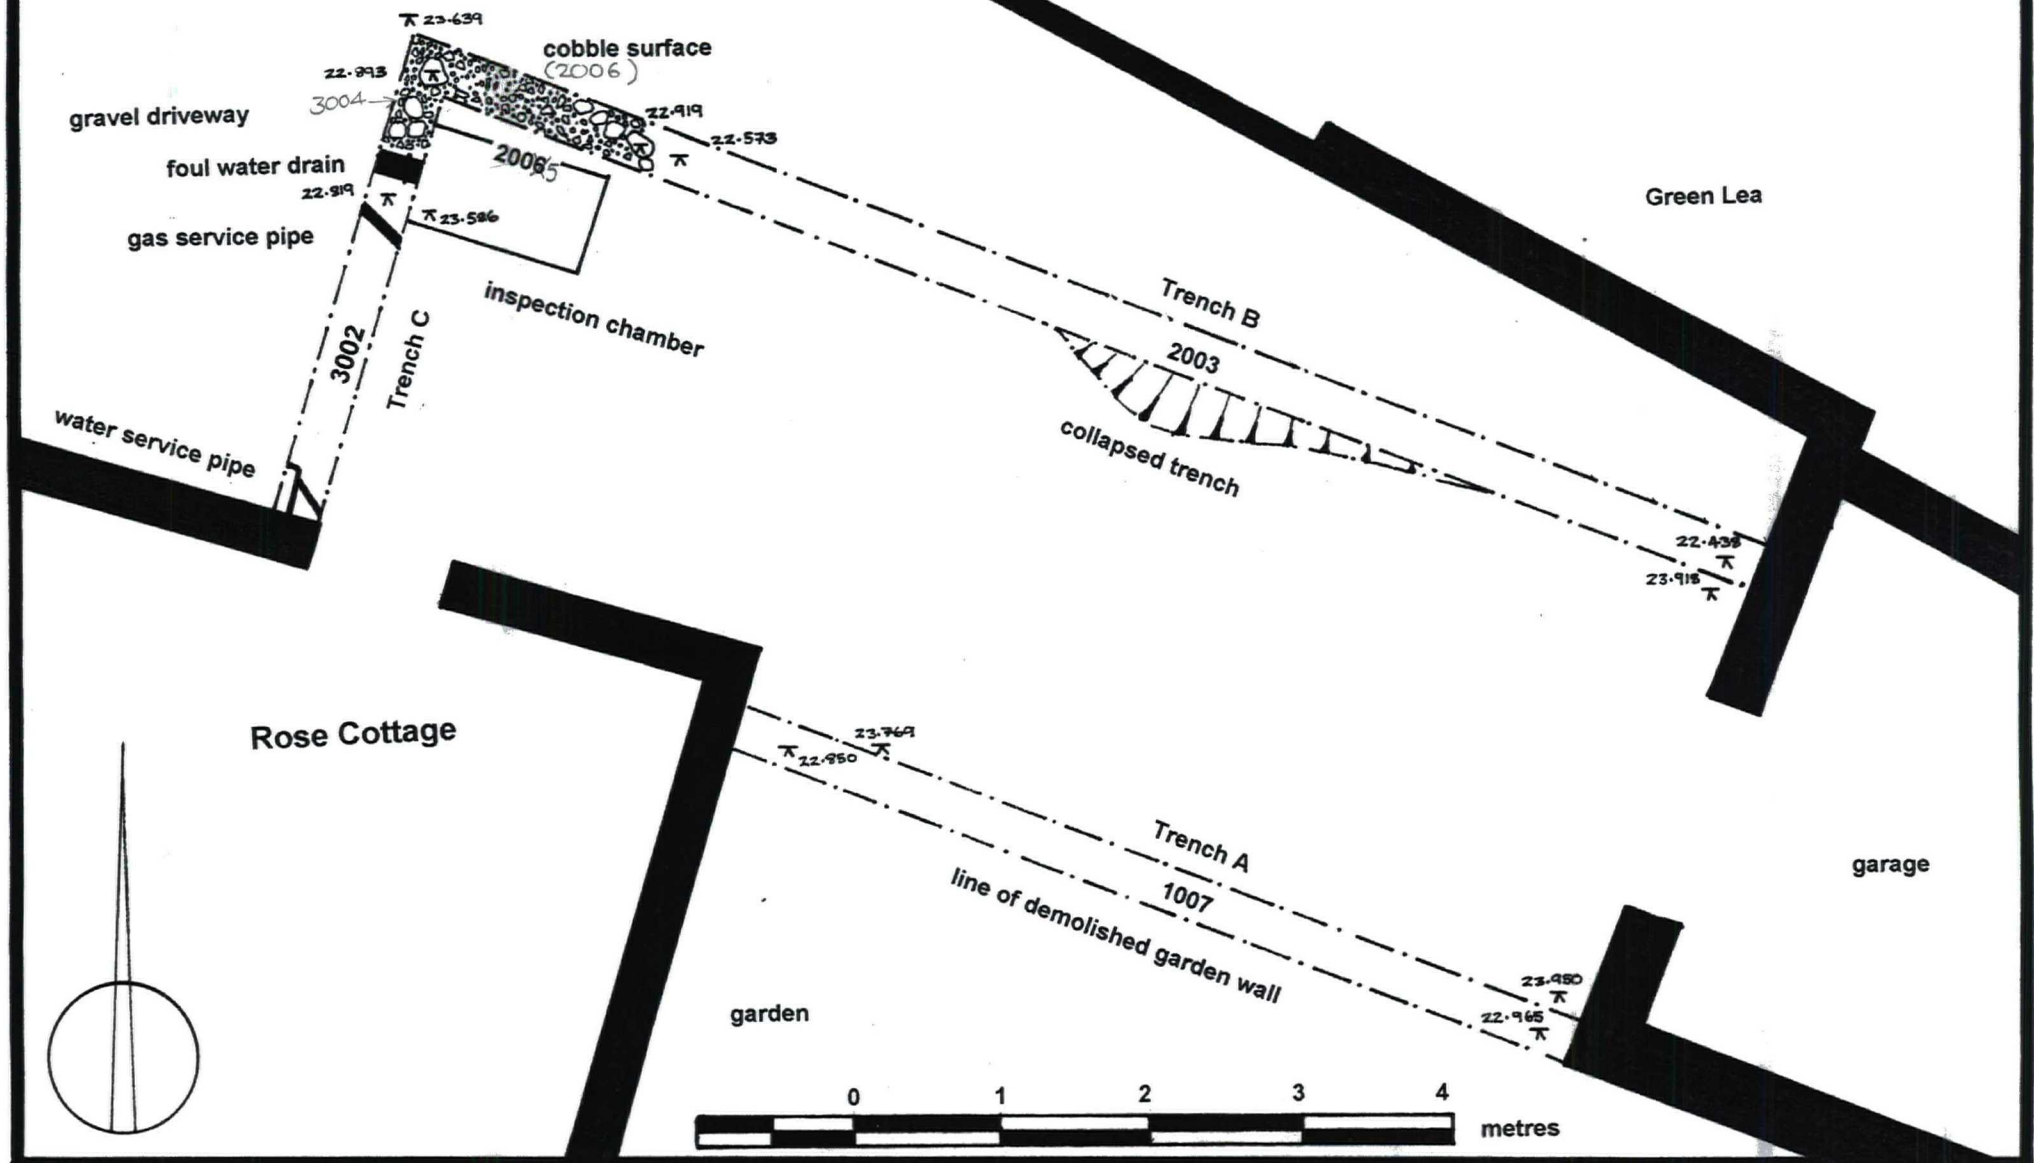 23.639
cobble surface
(2006)
22.893
3004
gravel driveway
22.919
22.573
foul water drain
20065
22.819
23.586
gas service pipe
Green Lea
inspection chamber
Trench B
2003
3002
Trench C
collapsed trench
water service pipe
22.438
23.918
Rose Cottage
23.769
22.850
Trench A
1007
line of demolished garden wall
garage
23.950
22.965
garden
0 1 2 3 4
metres